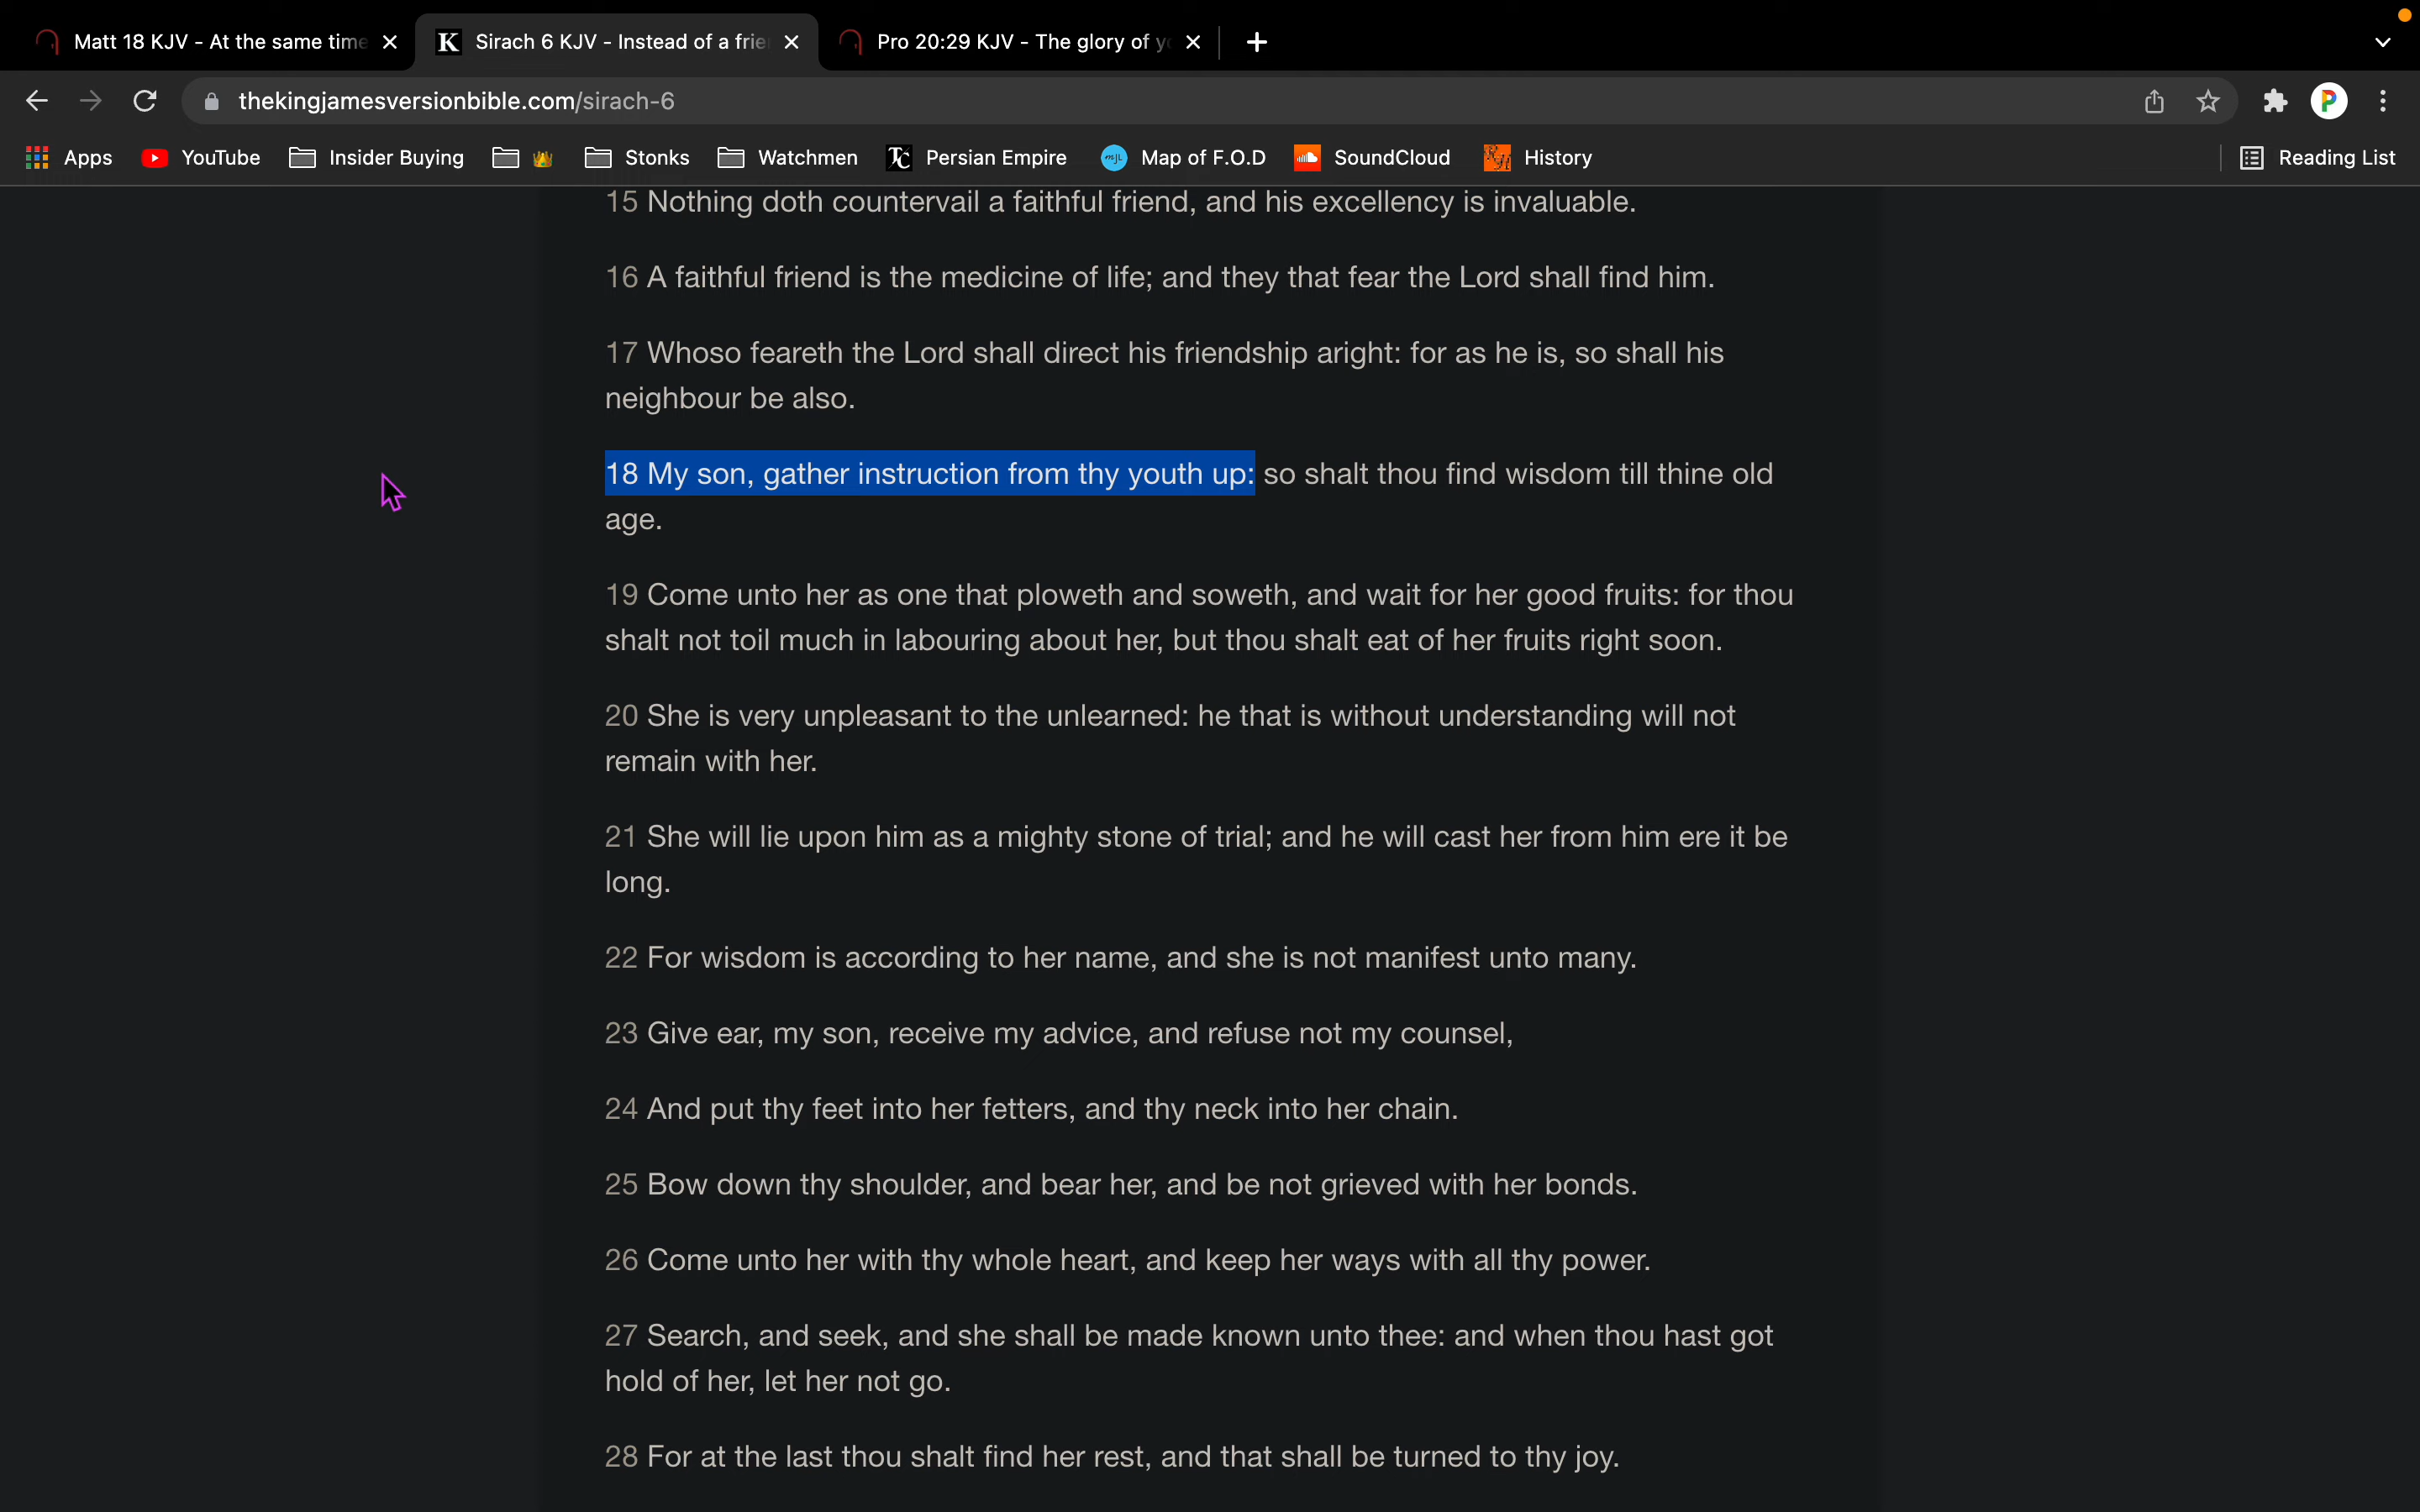 Matt 18 KJV - At the same time
Sirach 6 KJV - Instead of a frie
Pro 20:29 KJV - The glory of y
thekingjamesversionbible.com/sirach-6
P
Apps
YouTube
Insider Buying
Stonks
Watchmen
Persian Empire
Map of F.O.D
SoundCloud
History
Reading List
15 Nothing doth countervail a faithful friend, and his excellency is invaluable.
16 A faithful friend is the medicine of life; and they that fear the Lord shall find him.
17 Whoso feareth the Lord shall direct his friendship aright: for as he is, so shall his
neighbour be also.
18 My son, gather instruction from thy youth up: so shalt thou find wisdom till thine old
age.
19 Come unto her as one that ploweth and soweth, and wait for her good fruits: for thou
shalt not toil much in labouring about her, but thou shalt eat of her fruits right soon.
20 She is very unpleasant to the unlearned: he that is without understanding will not
remain with her.
21 She will lie upon him as a mighty stone of trial; and he will cast her from him ere it be
long.
22 For wisdom is according to her name, and she is not manifest unto many.
23 Give ear, my son, receive my advice, and refuse not my counsel,
24 And put thy feet into her fetters, and thy neck into her chain.
25 Bow down thy shoulder, and bear her, and be not grieved with her bonds.
26 Come unto her with thy whole heart, and keep her ways with all thy power.
27 Search, and seek, and she shall be made known unto thee: and when thou hast got
hold of her, let her not go.
28 For at the last thou shalt find her rest, and that shall be turned to thy joy.